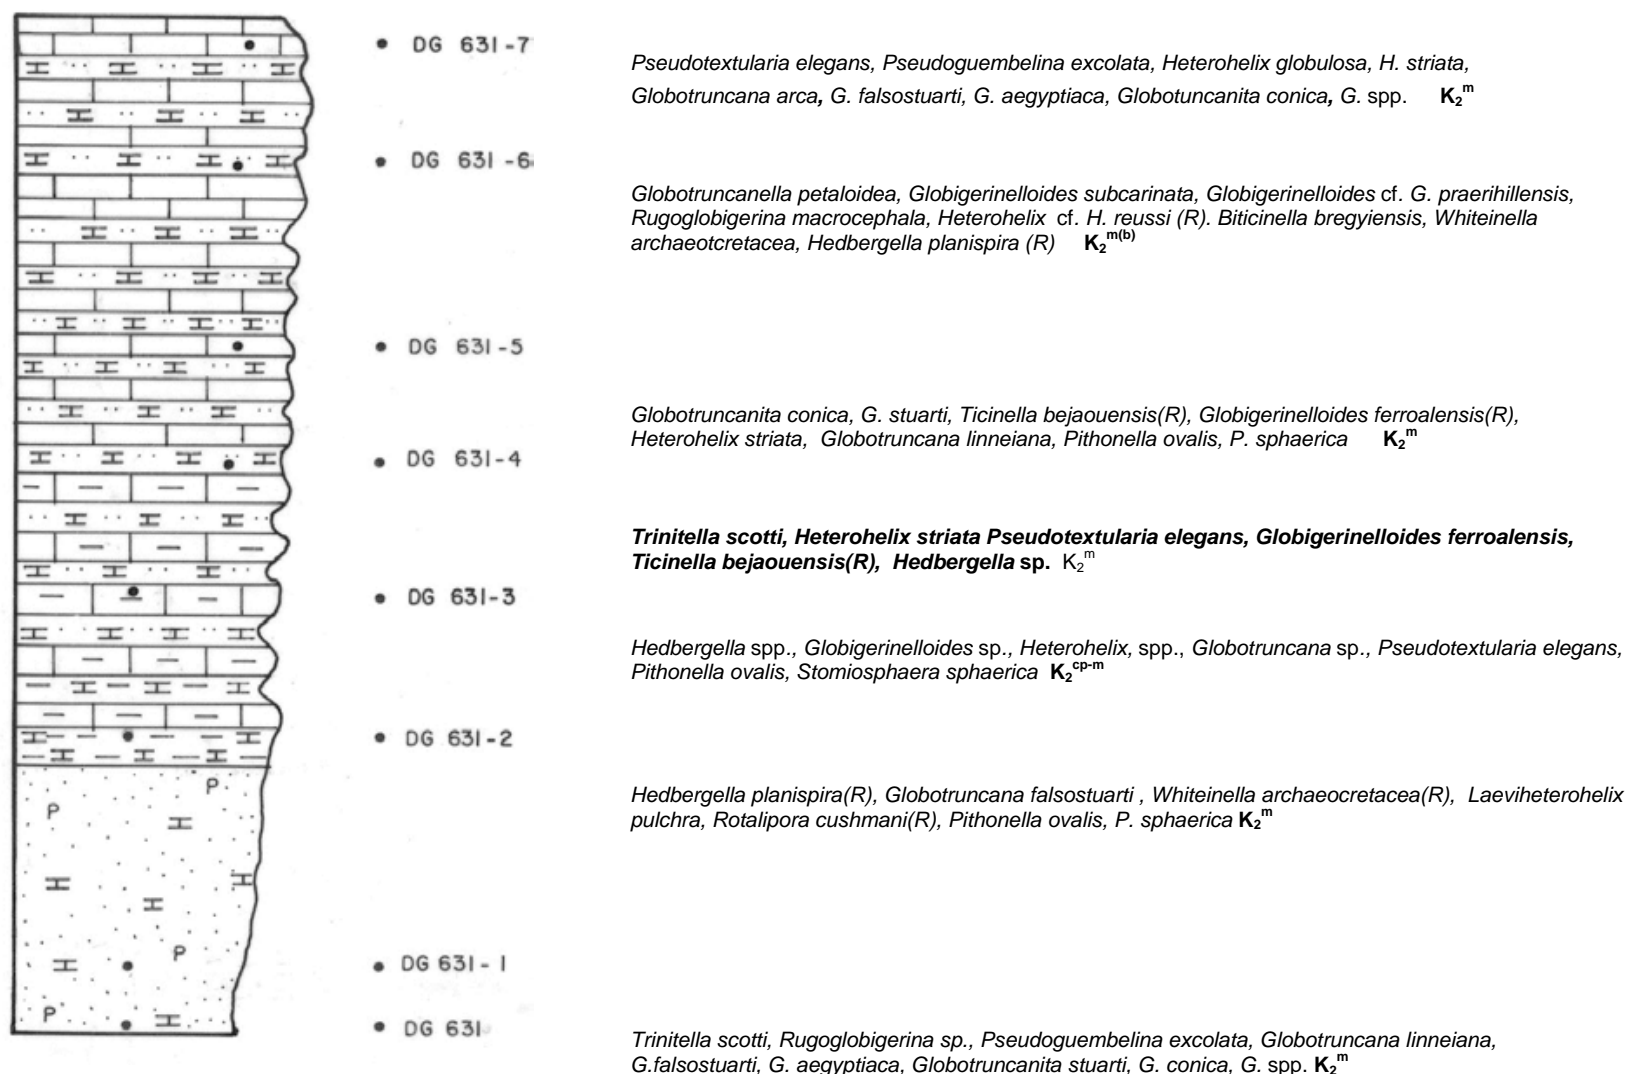 DG 631-7
Pseudotextularia elegans, Pseudoguembelina excolata, Heterohelix globulosa, H. striata,
Globotruncana arca, G. falsostuarti, G. aegyptiaca, Globotuncanita conica, G. spp. K₂ᵐ
DG 631-6
Globotruncanella petaloidea, Globigerinelloides subcarinata, Globigerinelloides cf. G. praerihillensis,
Rugoglobigerina macrocephala, Heterohelix cf. H. reussi (R). Biticinella bregyiensis, Whiteinella
archaeotcretacea, Hedbergella planispira (R) K₂ᵐ⁽ᵇ⁾
DG 631-5
Globotruncanita conica, G. stuarti, Ticinella bejaouensis(R), Globigerinelloides ferroalensis(R),
Heterohelix striata, Globotruncana linneiana, Pithonella ovalis, P. sphaerica K₂ᵐ
DG 631-4
Trinitella scotti, Heterohelix striata Pseudotextularia elegans, Globigerinelloides ferroalensis,
Ticinella bejaouensis(R), Hedbergella sp. K₂ᵐ
DG 631-3
Hedbergella spp., Globigerinelloides sp., Heterohelix, spp., Globotruncana sp., Pseudotextularia elegans,
Pithonella ovalis, Stomiosphaera sphaerica K₂ᶜᵖ⁻ᵐ
DG 631-2
P
P
Hedbergella planispira(R), Globotruncana falsostuarti , Whiteinella archaeocretacea(R), Laeviheterohelix
pulchra, Rotalipora cushmani(R), Pithonella ovalis, P. sphaerica K₂ᵐ
P
DG 631-1
P
DG 631
Trinitella scotti, Rugoglobigerina sp., Pseudoguembelina excolata, Globotruncana linneiana,
G.falsostuarti, G. aegyptiaca, Globotruncanita stuarti, G. conica, G. spp. K₂ᵐ